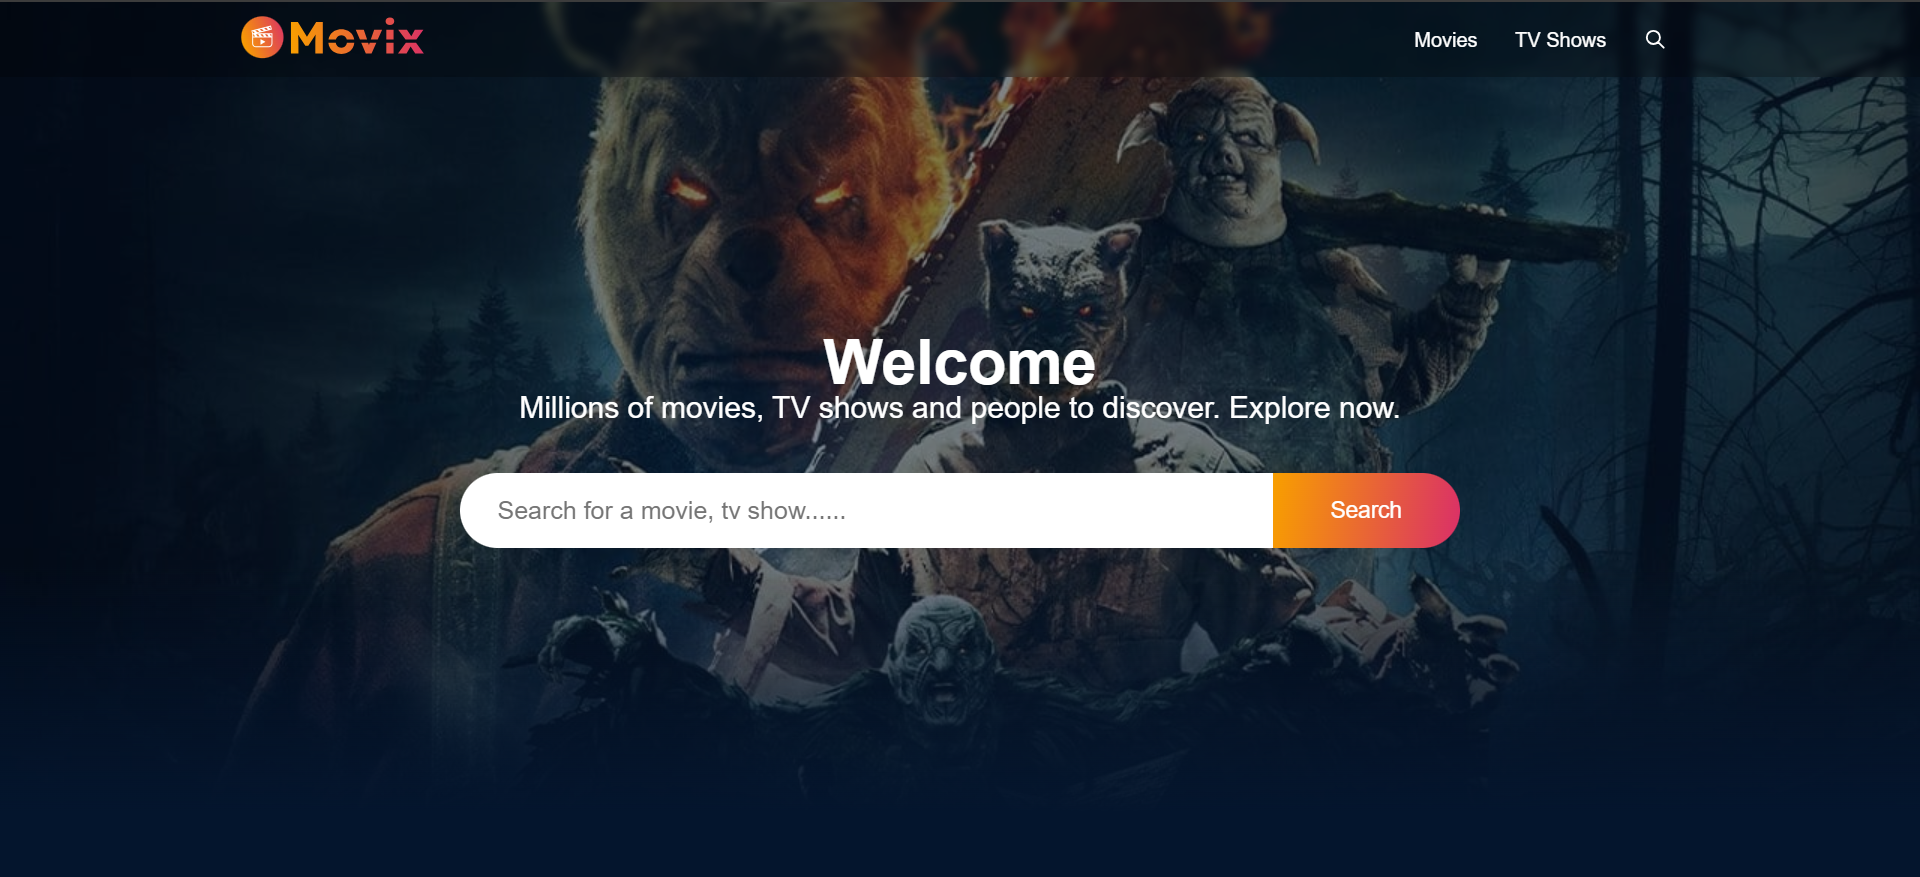 Movix
Movies
TV Shows
Welcome
Millions of movies, TV shows and people to discover. Explore now.
Search for a movie, tv show......
Search